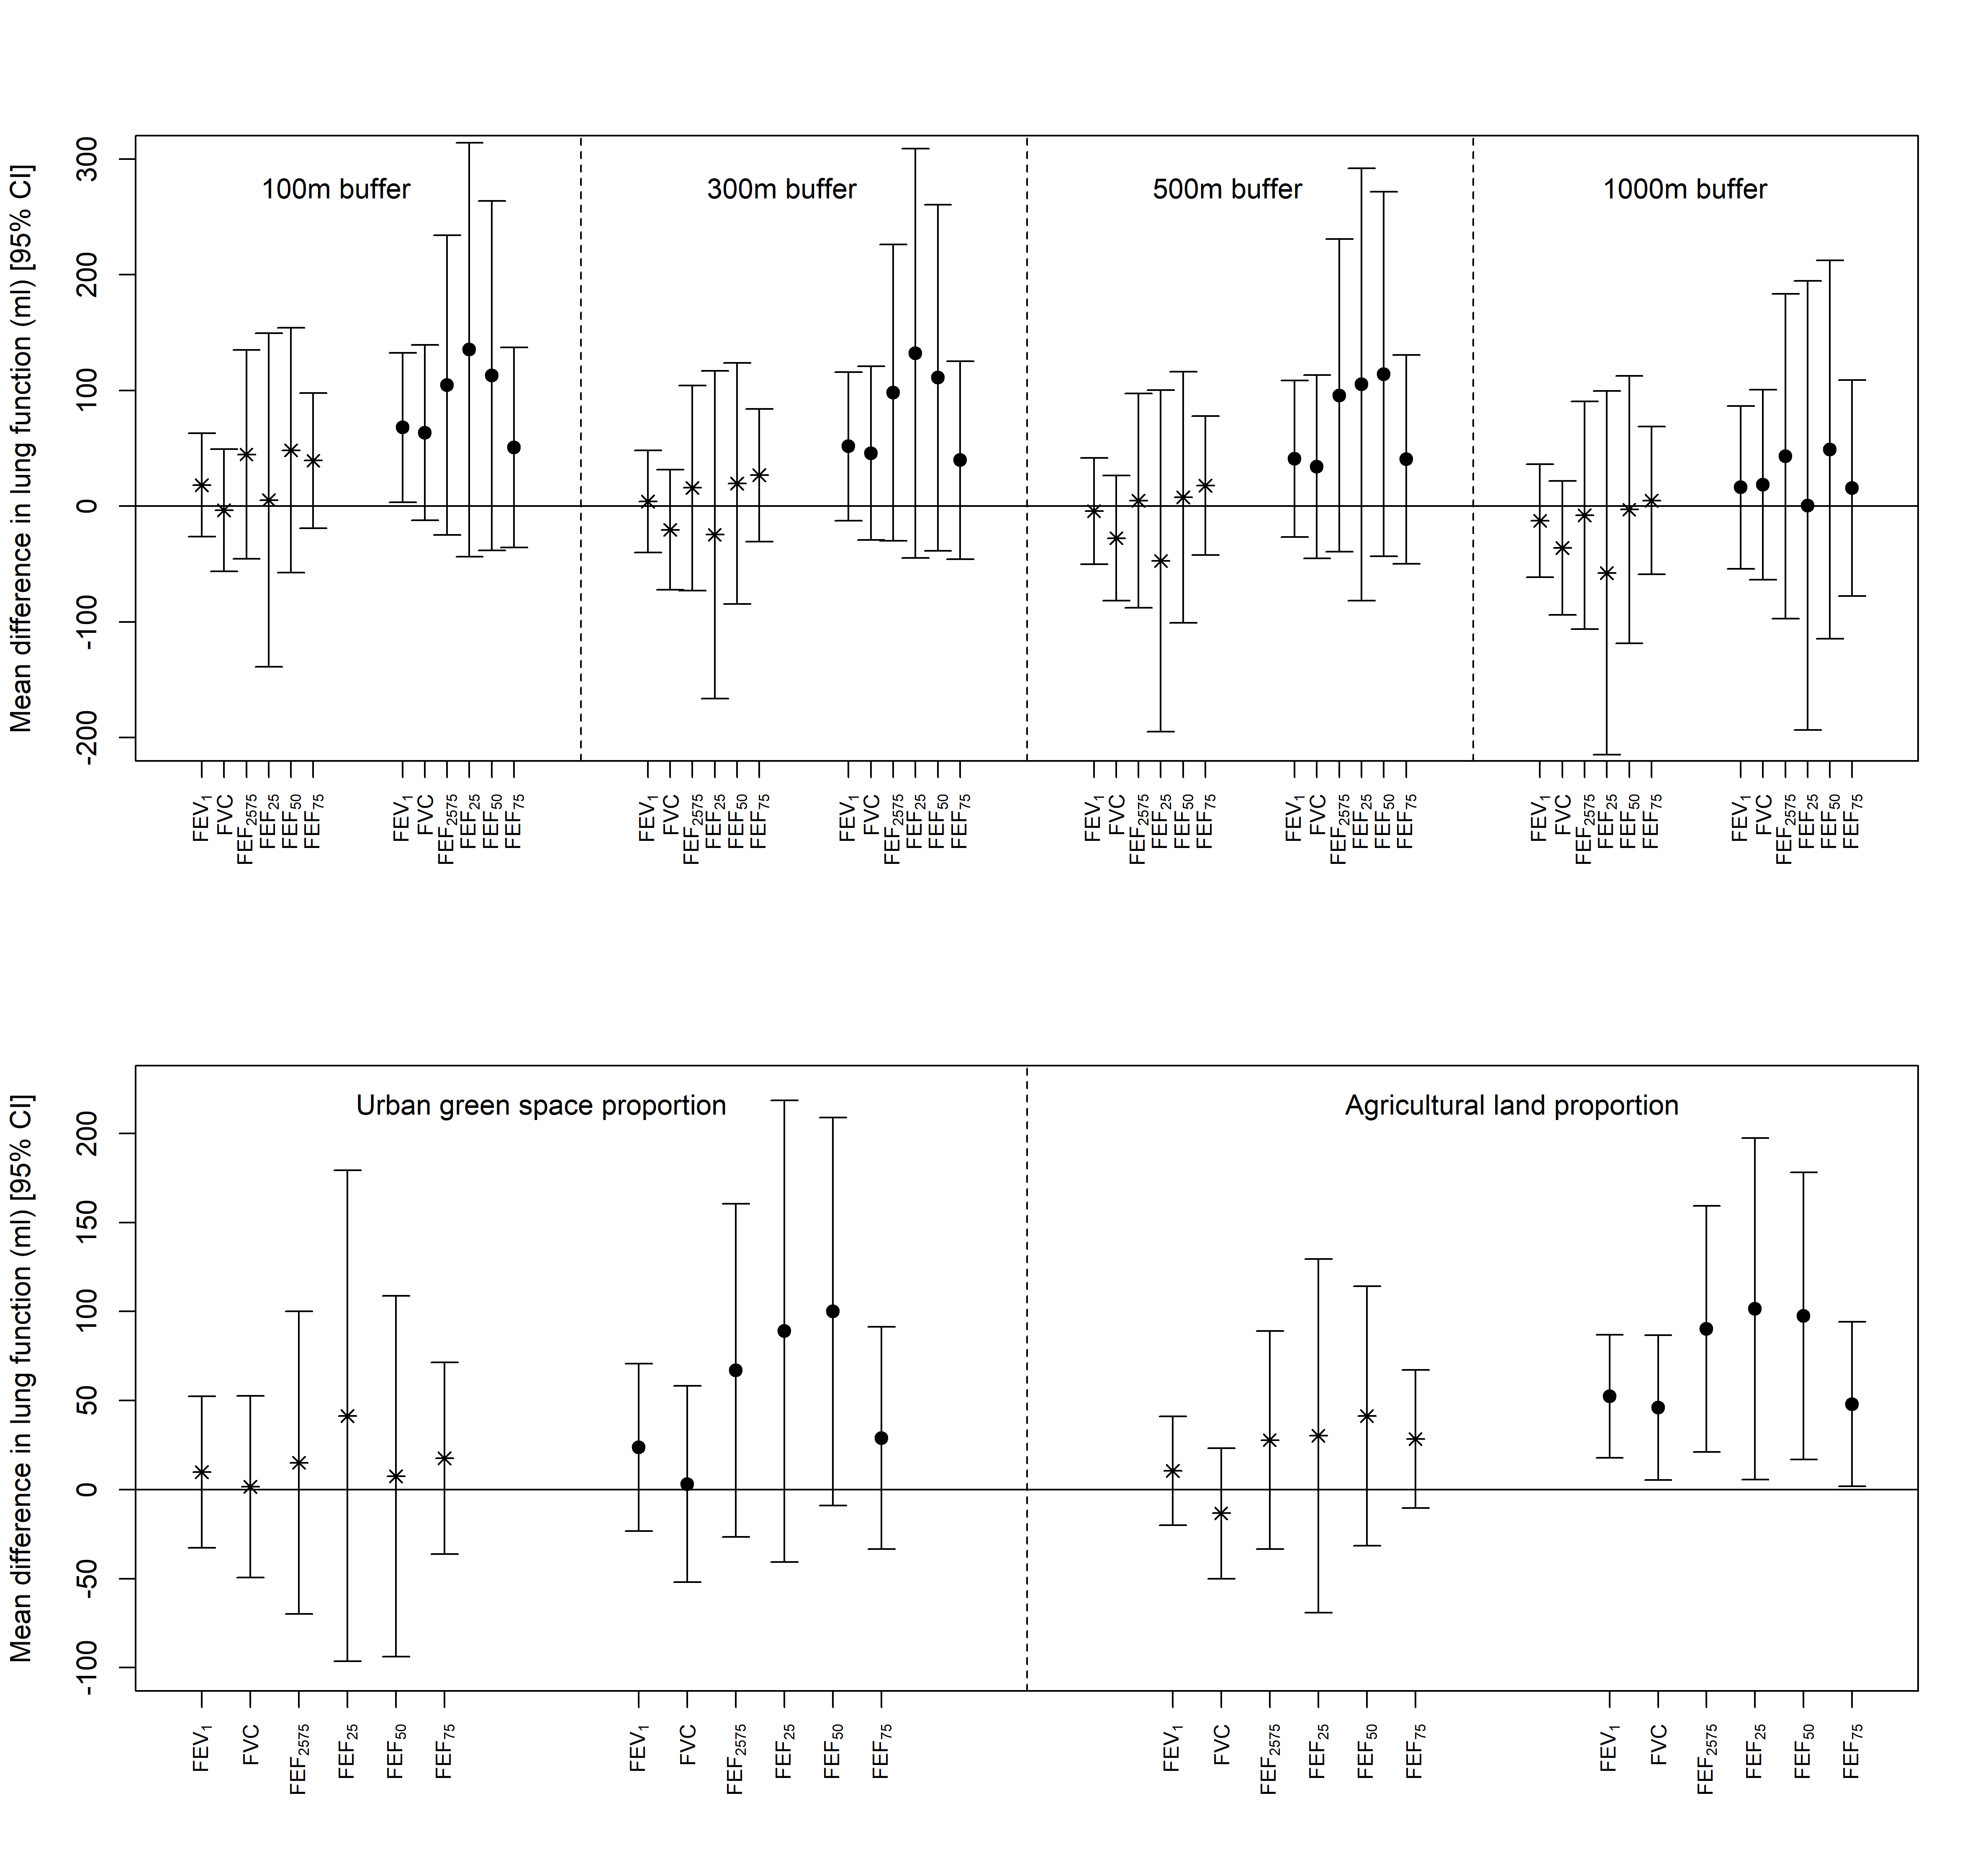 Mean difference in lung function (ml) [95% CI]
300
200
100
0
-100
-200
100m buffer 300m buffer 500m buffer 1000m buffer
FEV1 FVC FEF2575 FEF25 FEF50 FEF75 FEV1 FVC FEF2575 FEF25 FEF50 FEF75 FEV1 FVC FEF2575 FEF25 FEF50 FEF75 FEV1 FVC FEF2575 FEF25 FEF50 FEF75 FEV1 FVC FEF2575 FEF25 FEF50 FEF75 FEV1 FVC FEF2575 FEF25 FEF50 FEF75 FEV1 FVC FEF2575 FEF25 FEF50 FEF75 FEV1 FVC FEF2575 FEF25 FEF50 FEF75
Mean difference in lung function (ml) [95% CI]
200
150
100
50
0
-50
-100
Urban green space proportion Agricultural land proportion
FEV1 FVC FEF2575 FEF25 FEF50 FEF75 FEV1 FVC FEF2575 FEF25 FEF50 FEF75 FEV1 FVC FEF2575 FEF25 FEF50 FEF75 FEV1 FVC FEF2575 FEF25 FEF50 FEF75